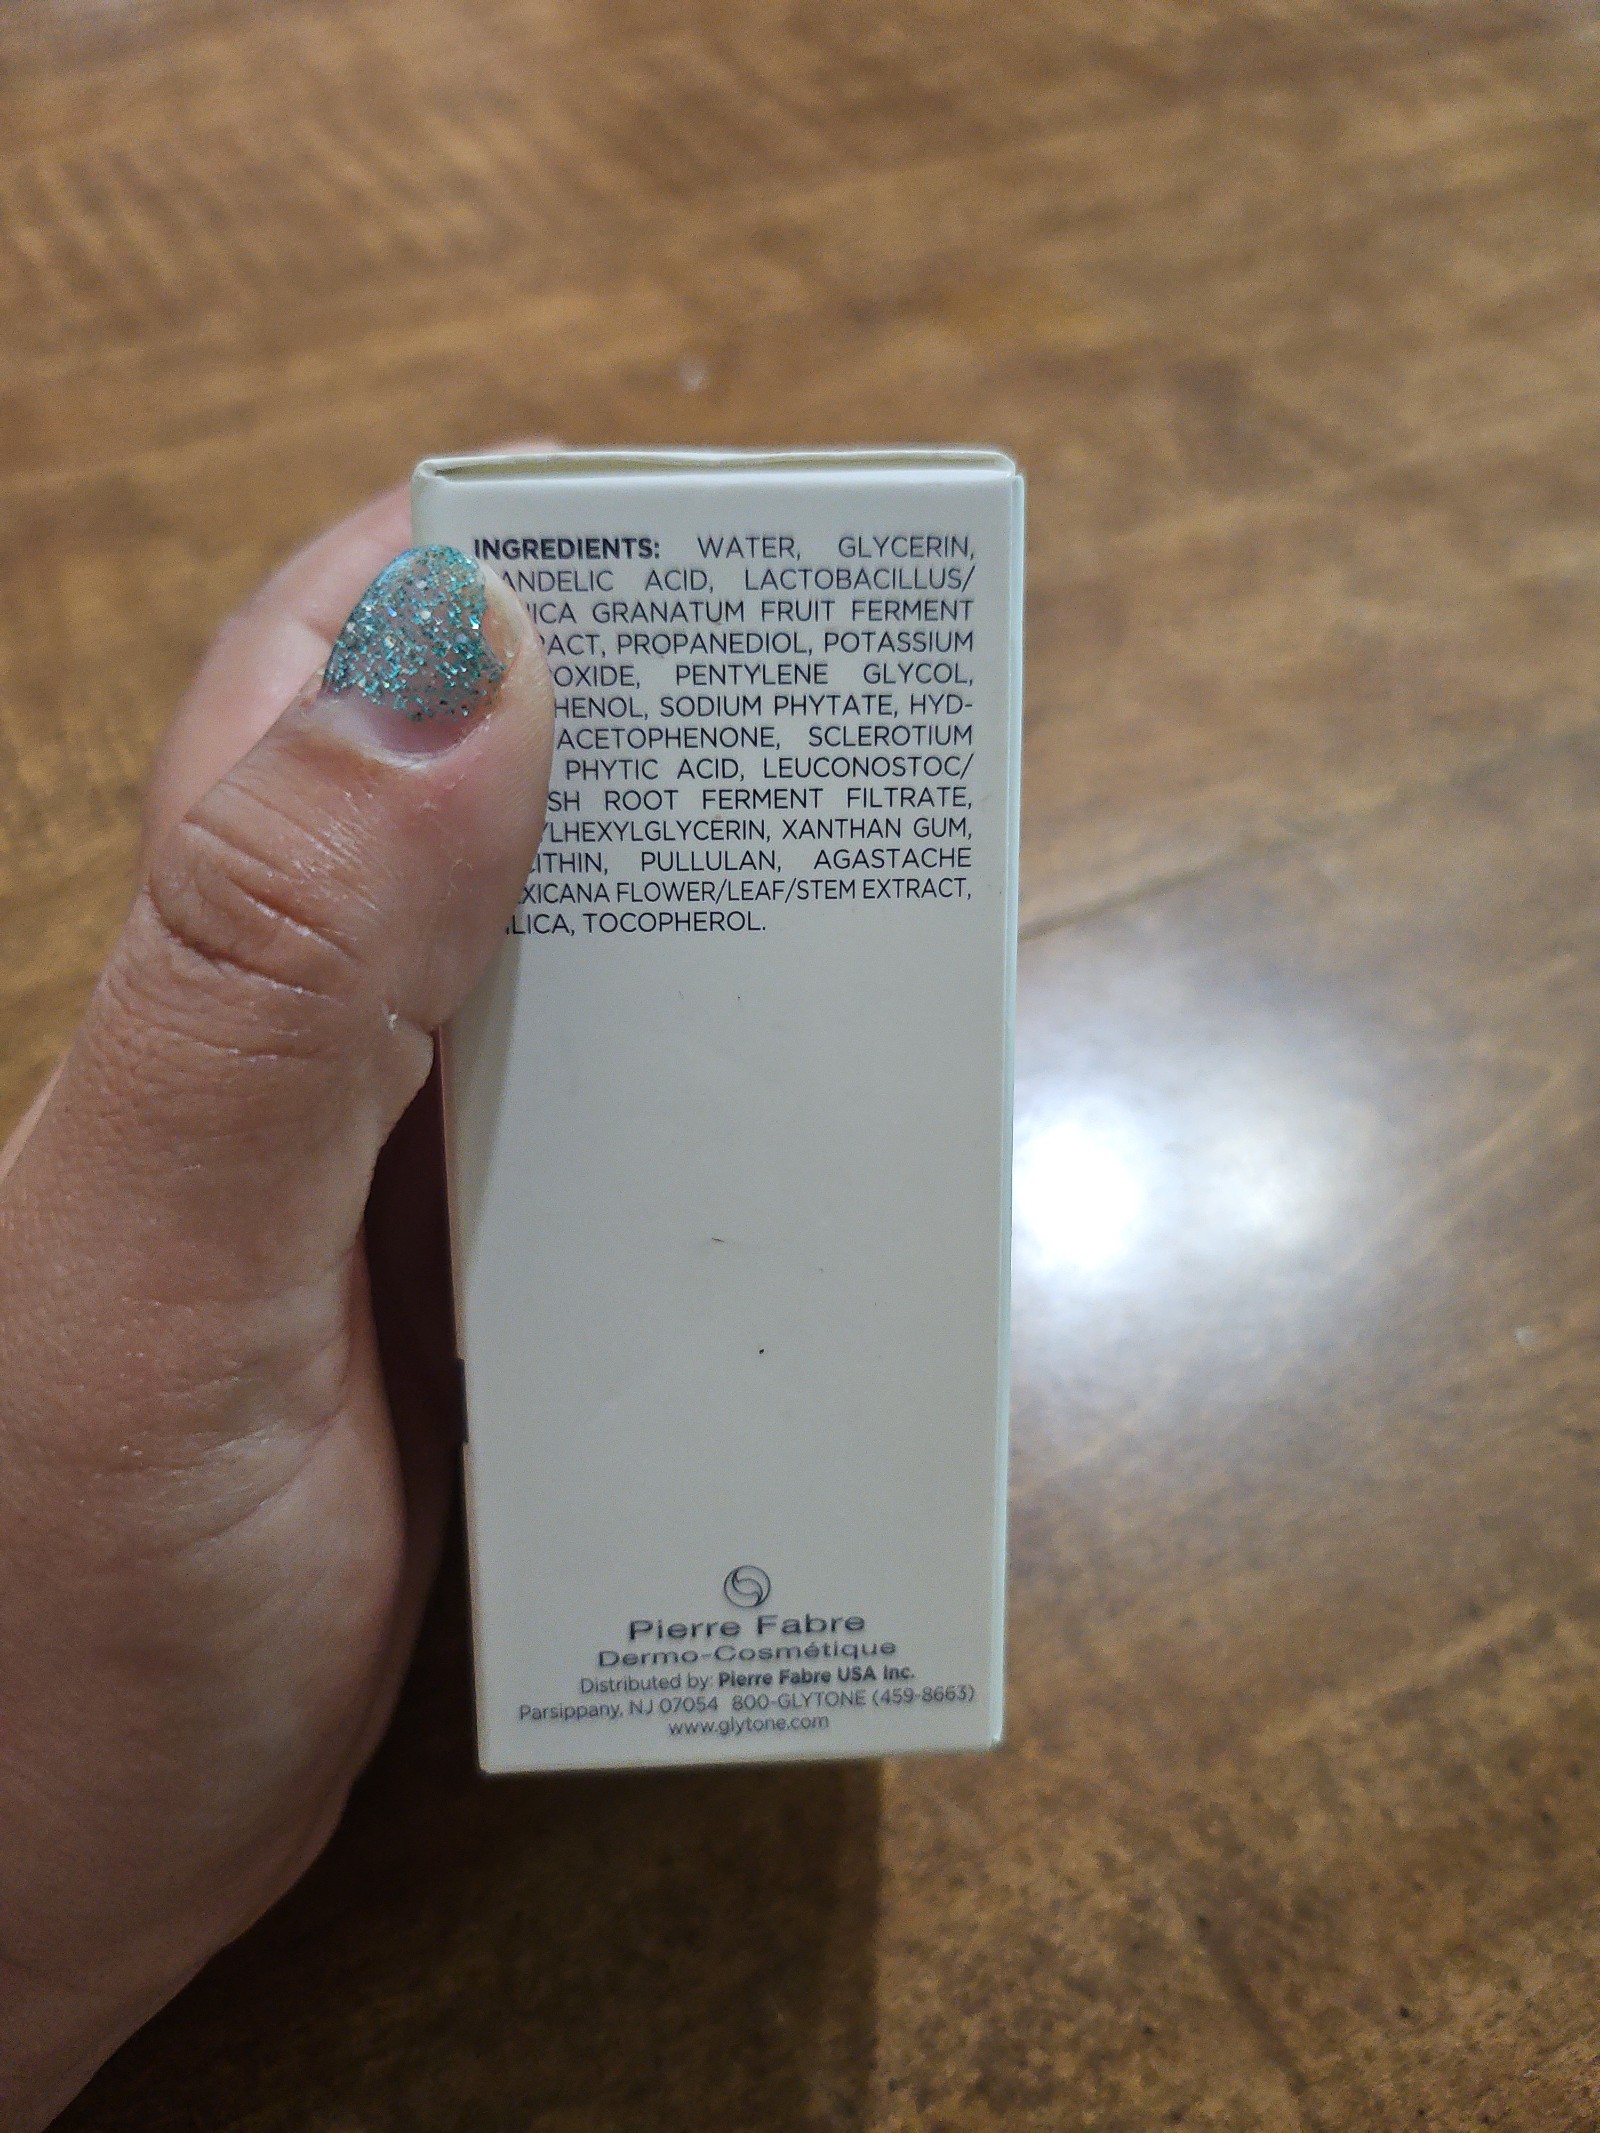 INGREDIENTS: WATER, GLYCERIN,
ANDELIC ACID, LACTOBACILLUS/
GRANATUM FRUIT FERMENT
PROPANEDIOL, POTASSIUM
OXIDE, PENTYLENE GLYCOL,
HENOL, SODIUM PHYTATE, HYD-
ACETOPHENONE, SCLEROTIUM
PHYTIC ACID, LEUCONOSTOC/
SH ROOT FERMENT FILTRATE,
YLHEXYLGLYCERIN, XANTHAN GUM,
ITHIN, PULLULAN, AGASTACHE
XICANA FLOWER/LEAF/STEM EXTRACT,
LICA, TOCOPHEROL.
Pierre Fabre
Dermo-Cosmétique
Distributed by: Pierre Fabre USA Inc.
Parsippany, NJ 07054 800-GLYTONE (459-8663)
www.glytone.com